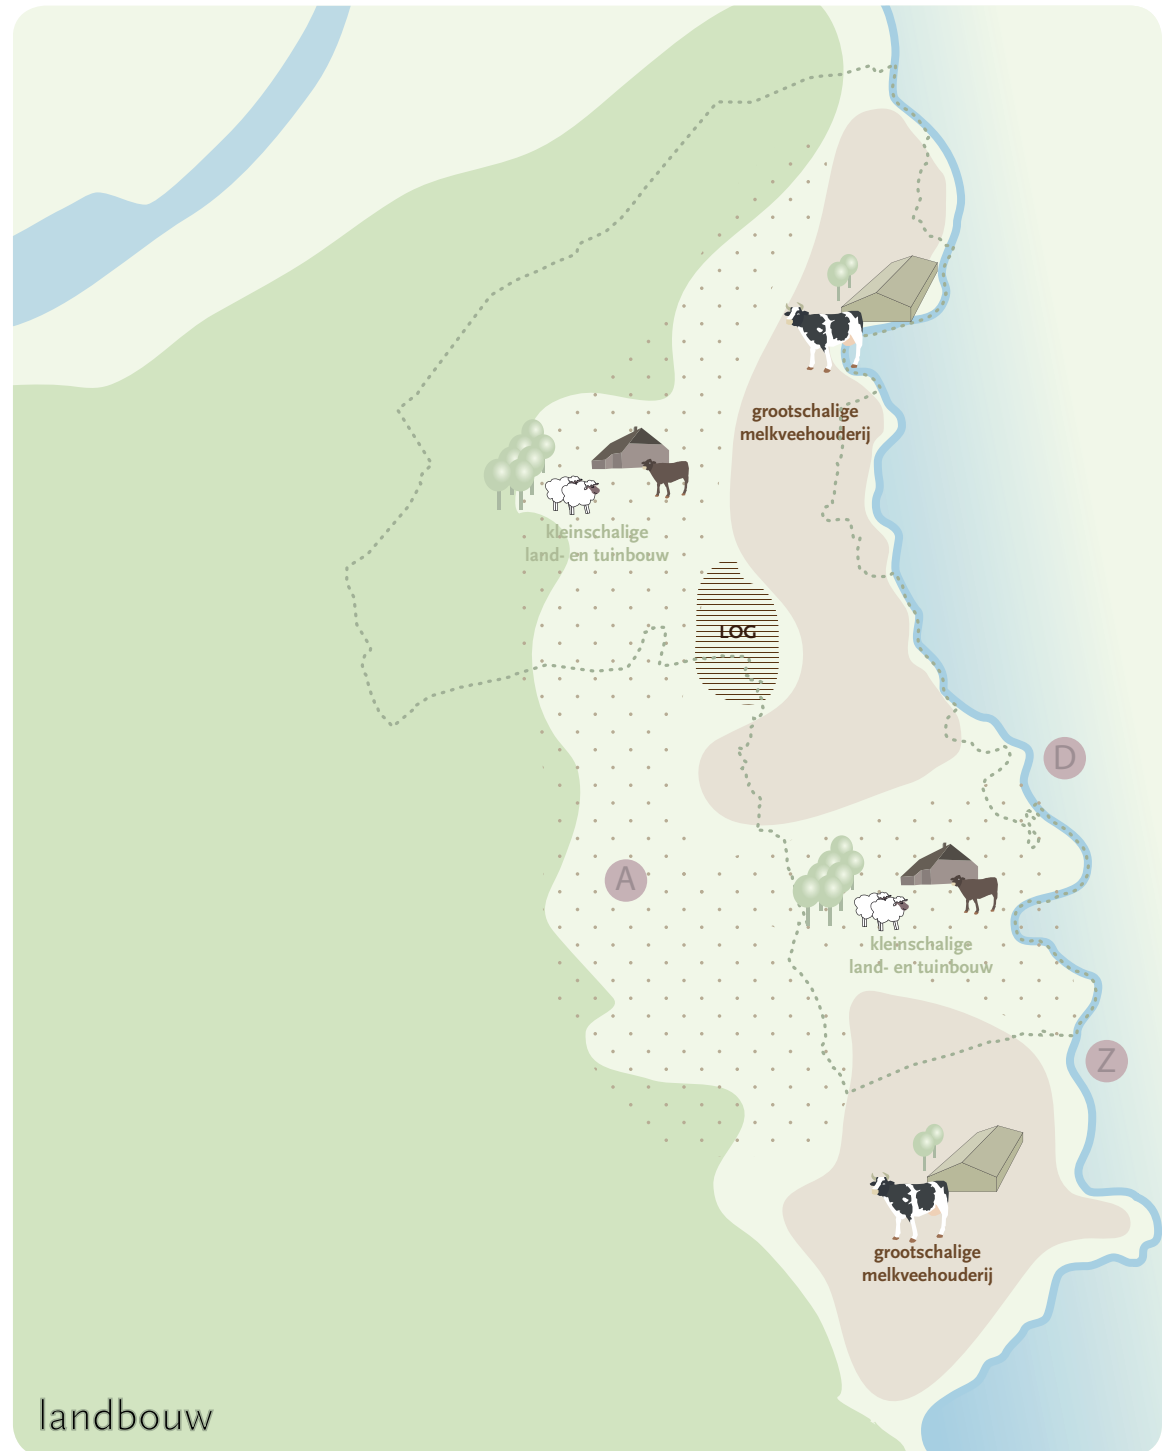 grootschalige
melkveehouderij
kleinschalige
land- en tuinbouw
LOG
D
A
kleinschalige
land- en tuinbouw
Z
grootschalige
melkveehouderij
landbouw